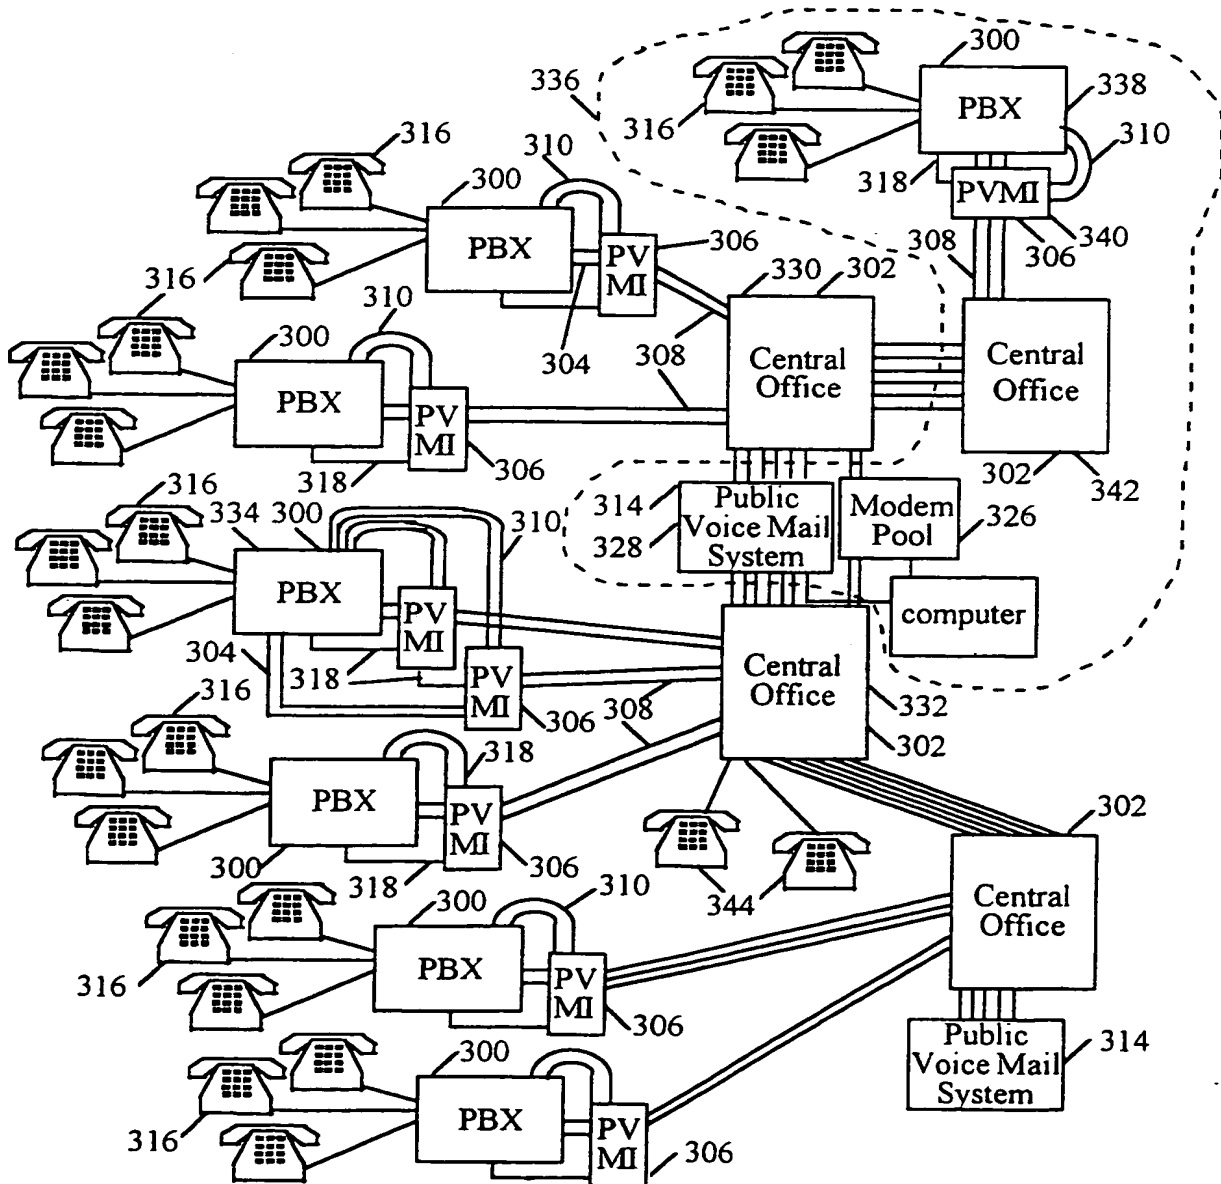 300
336
PBX
338
316
310
318
PVMI
316
310
300
308
306
340
PBX
306
330
302
PV
MI
316
310
304
308
Central
Office
Central
Office
300
PBX
PV
MI
308
302
342
318
306
316
314
Public
Voice Mail
System
Modem
Pool
326
334
300
310
328
PBX
PV
MI
computer
304
318
PV
MI
Central
Office
316
306
308
332
318
302
PBX
PV
MI
302
300
318
306
344
310
300
Central
Office
316
PBX
PV
MI
306
300
Public
Voice Mail
System
314
PBX
PV
MI
316
306